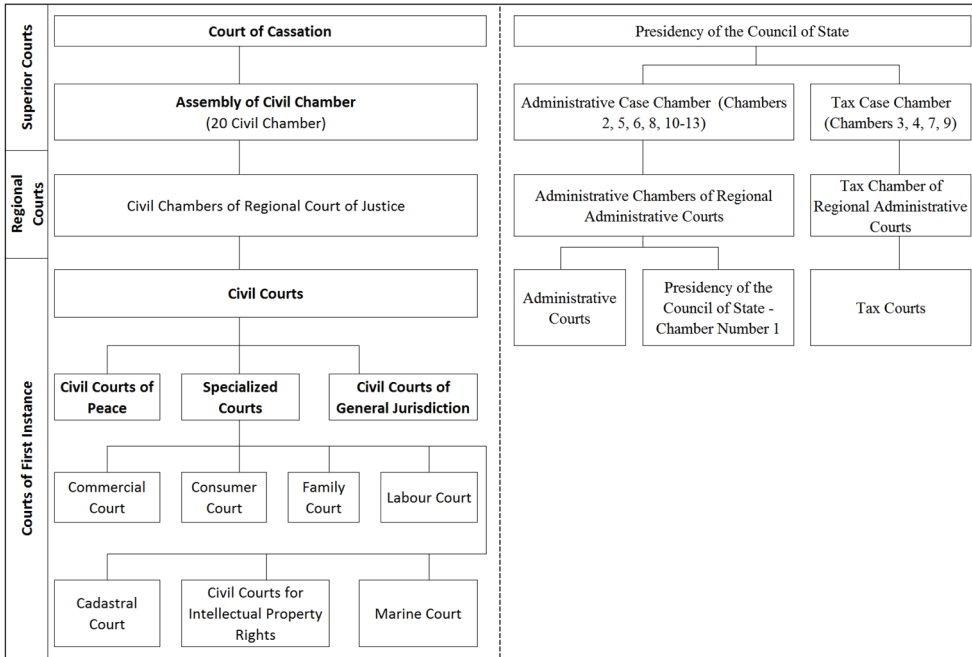 Superior Courts
Court of Cassation
Assembly of Civil Chamber
(20 Civil Chamber)
Regional
Courts
Civil Chambers of Regional Court of Justice
Courts of First Instance
Civil Courts
Civil Courts of
Peace
Specialized
Courts
Civil Courts of
General Jurisdiction
Commercial
Court
Consumer
Court
Family
Court
Labour Court
Cadastral
Court
Civil Courts for
Intellectual Property
Rights
Marine Court
Presidency of the Council of State
Administrative Case Chamber (Chambers
2, 5, 6, 8, 10-13)
Tax Case Chamber
(Chambers 3, 4, 7, 9)
Administrative Chambers of Regional
Administrative Courts
Tax Chamber of
Regional Administrative
Courts
Administrative
Courts
Presidency of the
Council of State -
Chamber Number 1
Tax Courts